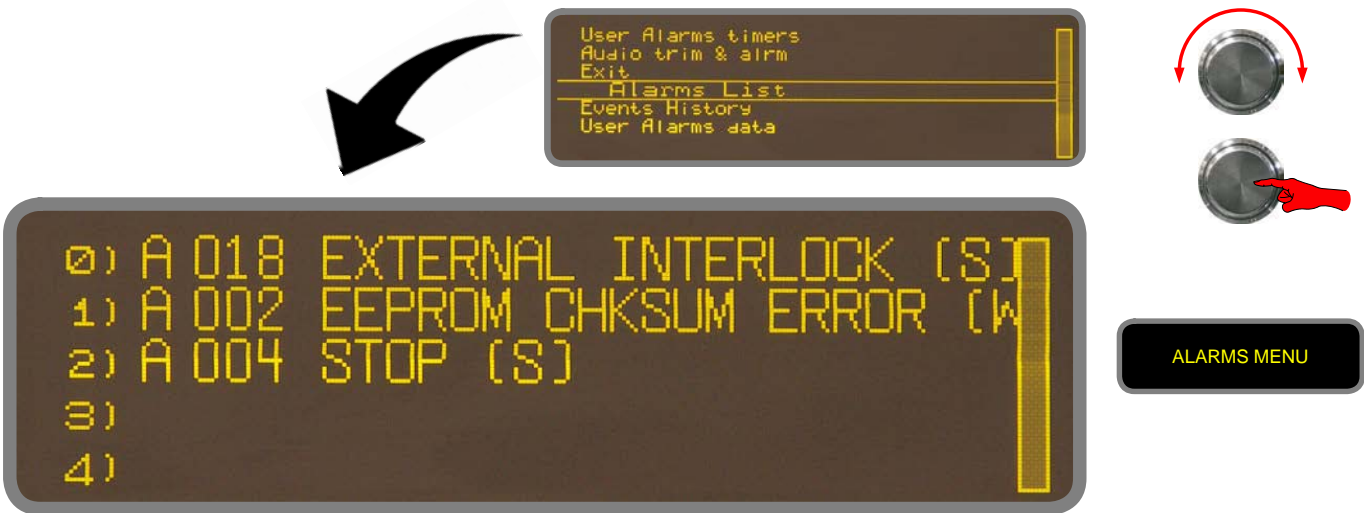 User Alarms timers
Audio trim & alrm
Exit
Alarms List
Events History
User Alarms data
0) A 018 EXTERNAL INTERLOCK (S)
1) A 002 EEPROM CHKSUM ERROR (W
2) A 004 STOP (S)
3)
4)
ALARMS MENU